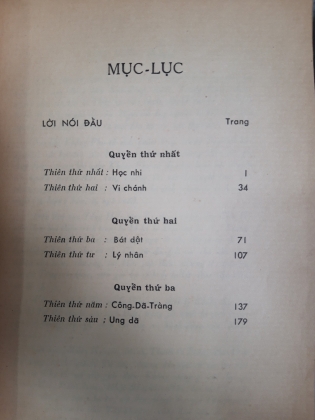 MỤC-LỤC
LỜI NÓI ĐẦU Trang
Quyển thứ nhất
Thiên thứ nhất : Học nhi 1
Thiên thứ hai : Vi chánh 34
Quyển thứ hai
Thiên thứ ba : Bát dột 71
Thiên thứ tư : Lý nhân 107
Quyển thứ ba
Thiên thứ năm : Công-Dã-Tràng 137
Thiên thứ sáu : Ung dã 179